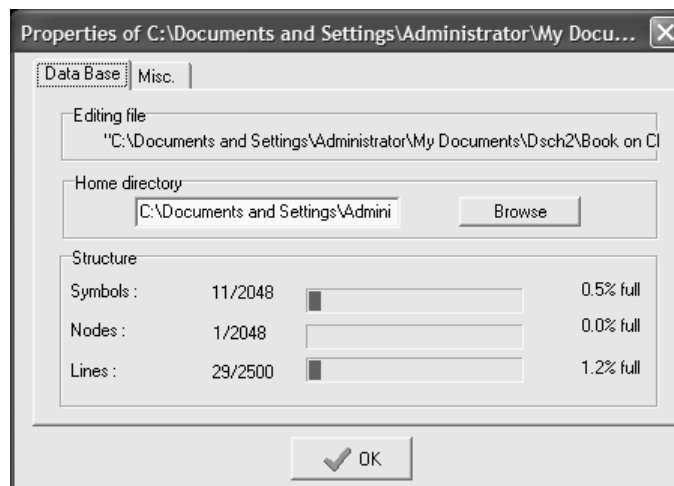 Properties of C:\Documents and Settings\Administrator\My Docu...
Data Base Misc.
Editing file
"C:\Documents and Settings\Administrator\My Documents\Dsch2\Book on Cl
Home directory
C:\Documents and Settings\Admini Browse
Structure
Symbols : 11/2048 0.5% full
Nodes : 1/2048 0.0% full
Lines : 29/2500 1.2% full
OK